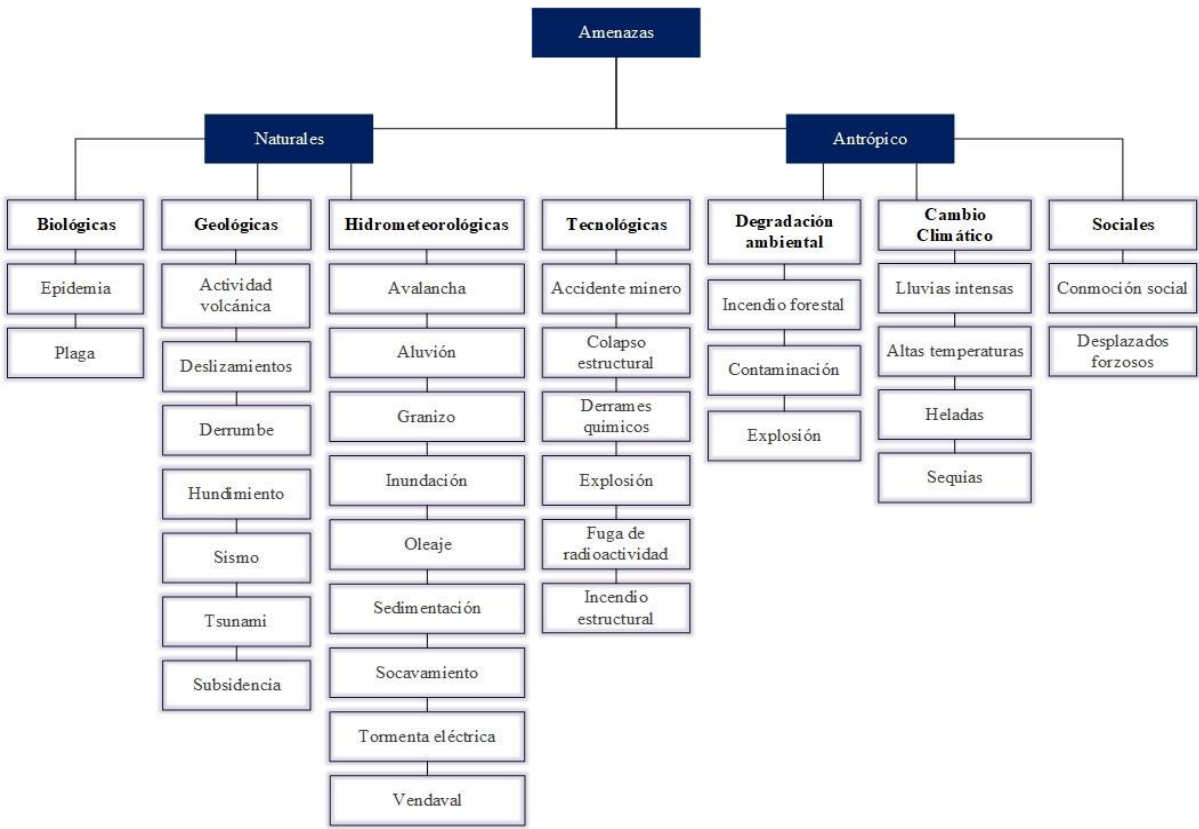 Amenazas
Naturales
Antrópico
Biológicas
Epidemia
Plaga
Geológicas
Actividad
volcánica
Deslizamientos
Derrumbe
Hundimiento
Sismo
Tsunami
Subsidencia
Hidrometeorológicas
Avalancha
Aluvión
Granizo
Inundación
Oleaje
Sedimentación
Socavamiento
Tormenta eléctrica
Vendaval
Tecnológicas
Accidente minero
Colapso
estructural
Derrames
químicos
Explosión
Fuga de
radioactividad
Incendio
estructural
Degradación
ambiental
Incendio forestal
Contaminación
Explosión
Cambio
Climático
Lluvias intensas
Altas temperaturas
Heladas
Sequias
Sociales
Conmoción social
Desplazados
forzosos